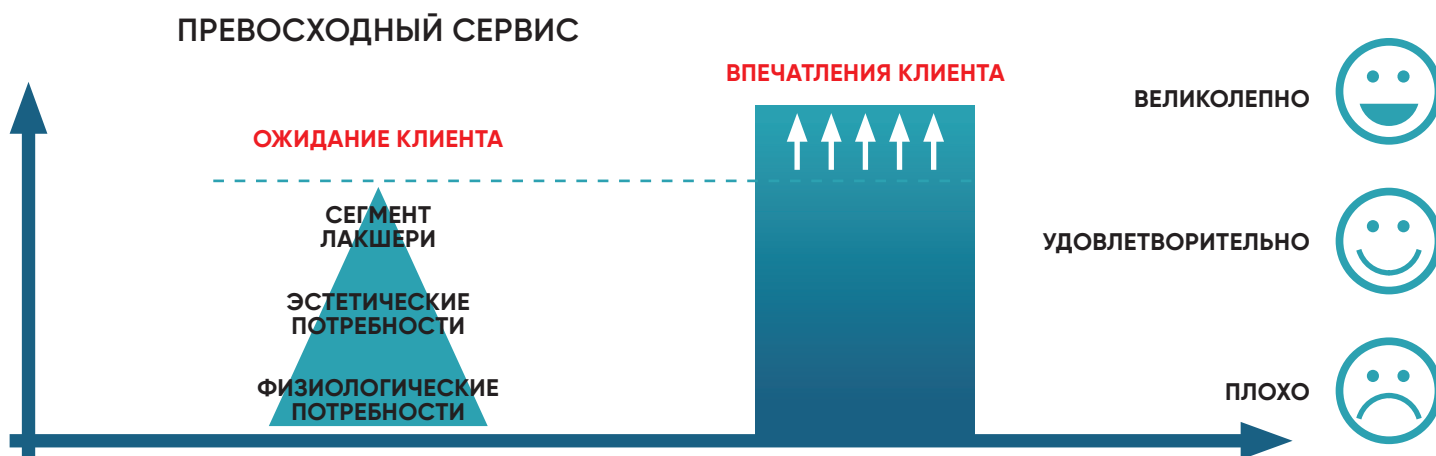 ПРЕВОСХОДНЫЙ СЕРВИС
ВПЕЧАТЛЕНИЯ КЛИЕНТА
ВЕЛИКОЛЕПНО
ОЖИДАНИЕ КЛИЕНТА
СЕГМЕНТ
ЛАКШЕРИ
УДОВЛЕТВОРИТЕЛЬНО
ЭСТЕТИЧЕСКИЕ
ПОТРЕБНОСТИ
ФИЗИОЛОГИЧЕСКИЕ
ПОТРЕБНОСТИ
ПЛОХО